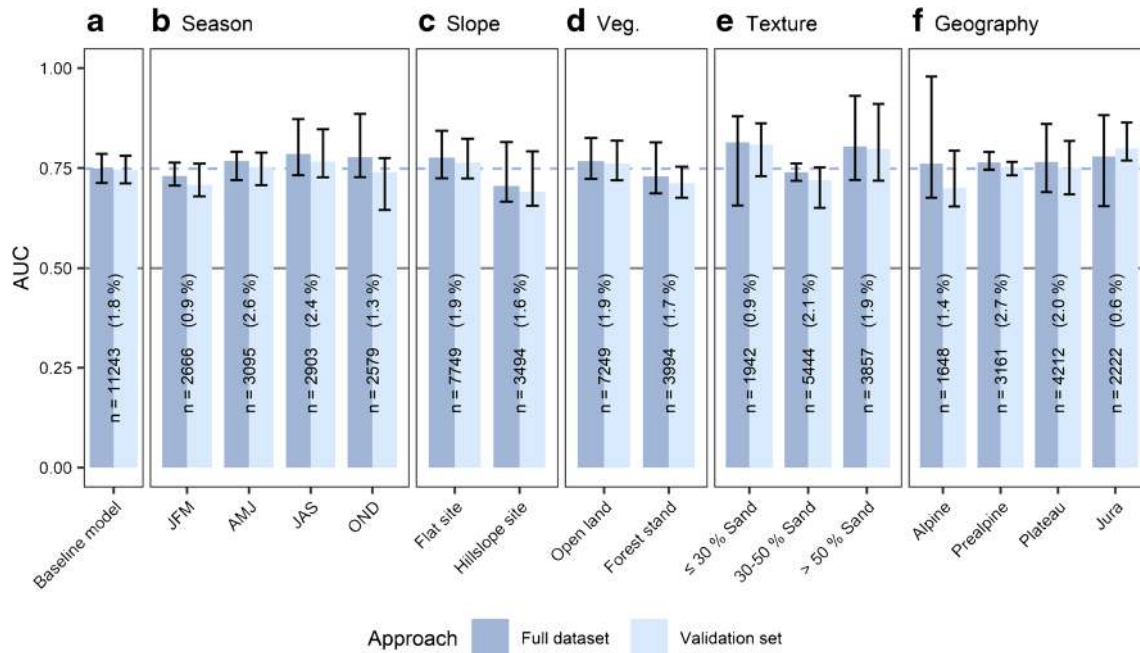 a
b Season
c Slope
d Veg.
e Texture
f Geography
AUC
1.00
0.75
0.50
0.25
0.00
n = 11243 (1.8 %)
n = 2666 (0.9 %)
n = 3095 (2.6 %)
n = 2903 (2.4 %)
n = 2579 (1.3 %)
n = 7749 (1.9 %)
n = 3494 (1.6 %)
n = 7249 (1.9 %)
n = 3994 (1.7 %)
n = 1942 (0.9 %)
n = 5444 (2.1 %)
n = 3857 (1.9 %)
n = 1648 (1.4 %)
n = 3161 (2.7 %)
n = 4212 (2.0 %)
n = 2222 (0.6 %)
Baseline model
JFM
AMJ
JAS
OND
Flat site
Hillslope site
Open land
Forest stand
≤ 30 % Sand
30-50 % Sand
> 50 % Sand
Alpine
Prealpine
Plateau
Jura
Approach Full dataset Validation set